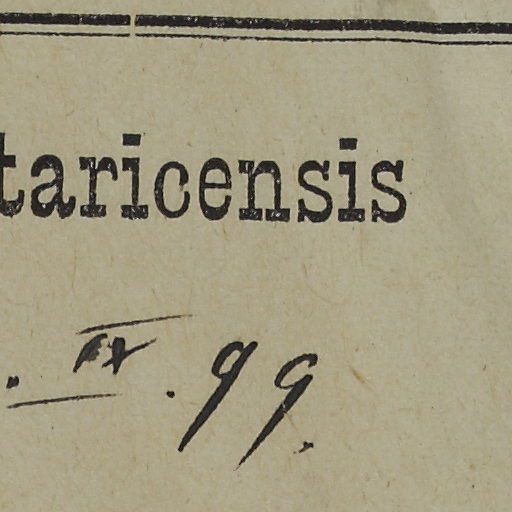 taricensis
. IX . 99.